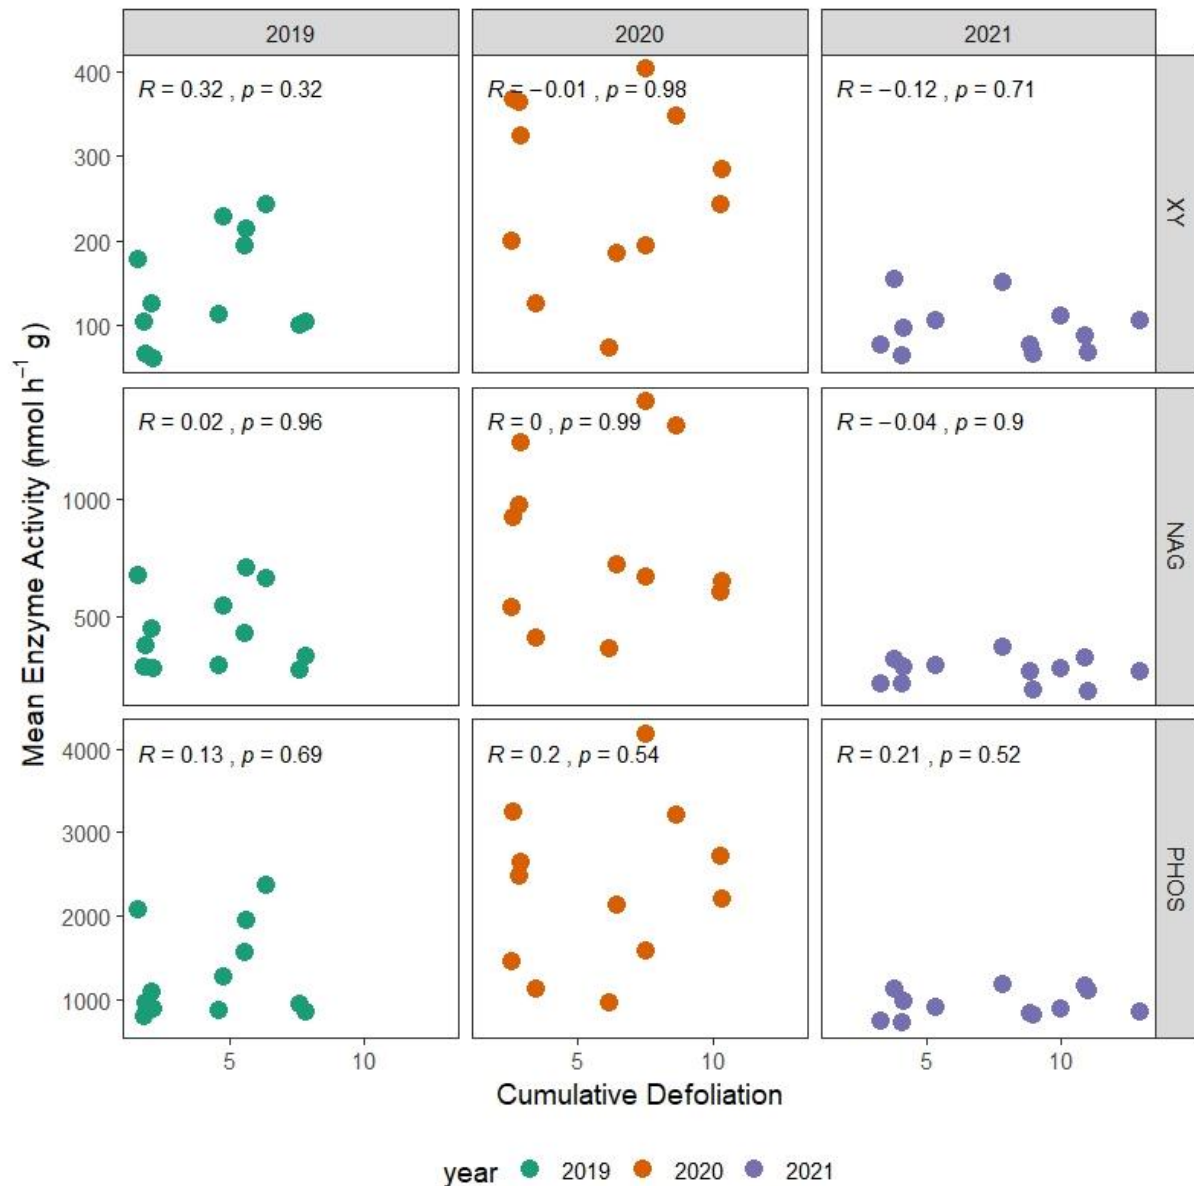 2019
2020
2021
400
300
200
100
R = 0.32 , p = 0.32
R = −0.01 , p = 0.98
R = −0.12 , p = 0.71
XY
1000
500
R = 0.02 , p = 0.96
R = 0 , p = 0.99
R = −0.04 , p = 0.9
NAG
4000
3000
2000
1000
R = 0.13 , p = 0.69
R = 0.2 , p = 0.54
R = 0.21 , p = 0.52
PHOS
Mean Enzyme Activity (nmol h⁻¹ g)
5
10
5
10
5
10
Cumulative Defoliation
year 2019 2020 2021